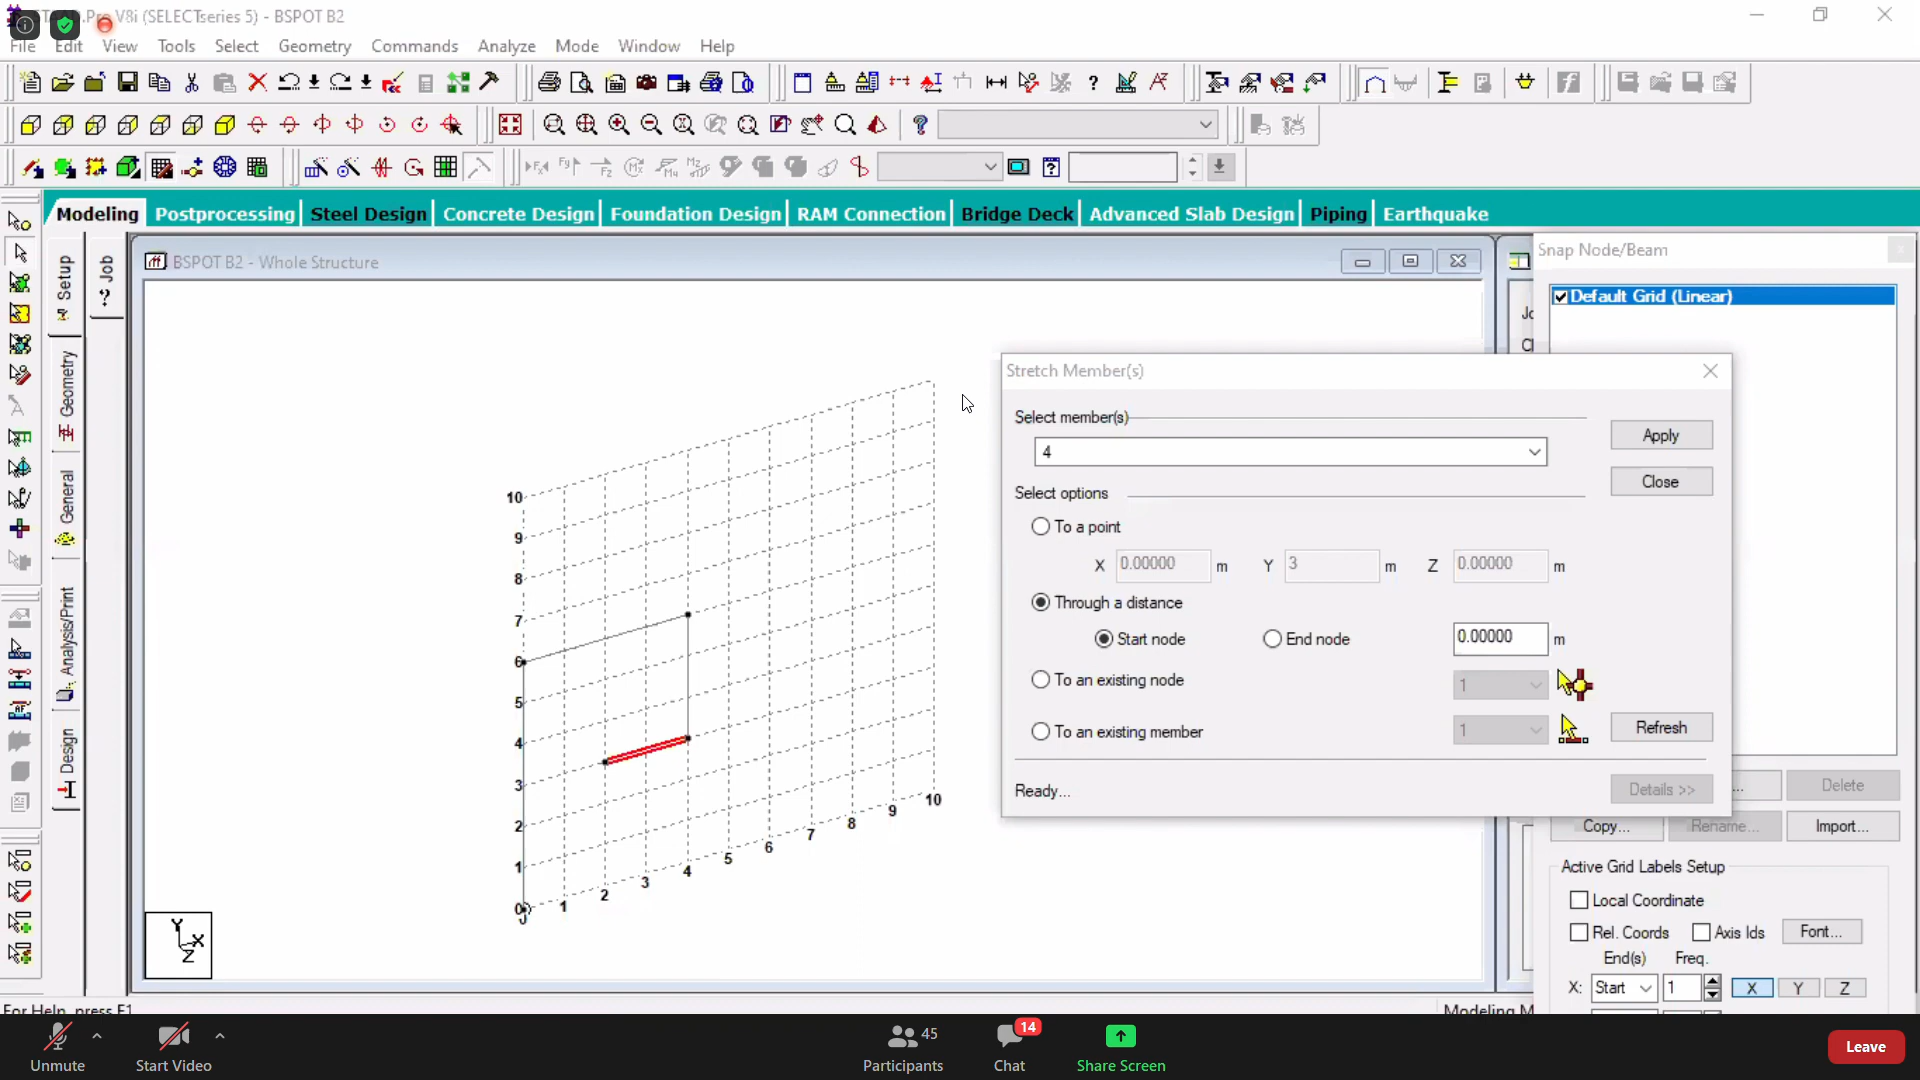 .Pro V8i (SELECTseries 5) - BSPOT B2
File Edit View Tools Select Geometry Commands Analyze Mode Window Help
Modeling Postprocessing Steel Design Concrete Design Foundation Design RAM Connection Bridge Deck Advanced Slab Design Piping Earthquake
Setup
Geometry
General
Analysis/Print
Design
Job
BSPOT B2 - Whole Structure
10
9
8
7
6
5
4
3
2
1
0
1 2 3 4 5 6 7 8 9 10
Y
X
Z
Snap Node/Beam
Default Grid (Linear)
Stretch Member(s)
Select member(s)
4
Apply
Close
Select options
To a point
X 0.00000 m Y 3 m Z 0.00000 m
Through a distance
Start node End node 0.00000 m
To an existing node 1
To an existing member 1
Refresh
Ready...
Details >>
Delete
Copy... Rename... Import...
Active Grid Labels Setup
Local Coordinate
Rel. Coords Axis Ids Font...
End(s) Freq.
X: Start 1 X Y Z
For Help, press F1
Modeling M
Unmute
Start Video
45
Participants
14
Chat
Share Screen
Leave